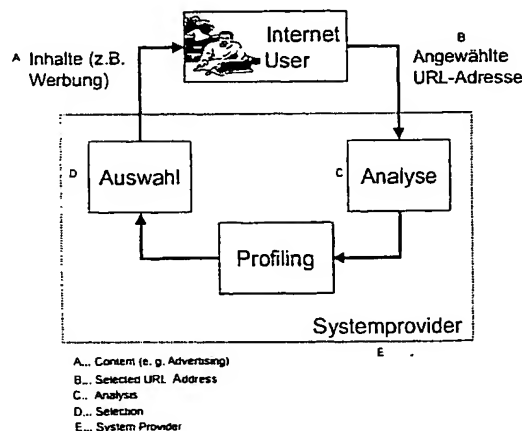 Internet
User
A Inhalte (z.B.
Werbung)
B
Angewählte
URL-Adresse
D Auswahl
C Analyse
Profiling
Systemprovider
E
A... Content (e. g. Advertising)
B... Selected URL Address
C... Analysis
D... Selection
E... System Provider